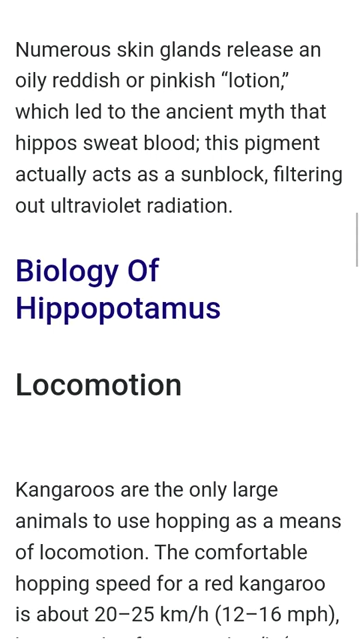 Numerous skin glands release an
oily reddish or pinkish “lotion,”
which led to the ancient myth that
hippos sweat blood; this pigment
actually acts as a sunblock, filtering
out ultraviolet radiation.
Biology Of
Hippopotamus
Locomotion
Kangaroos are the only large
animals to use hopping as a means
of locomotion. The comfortable
hopping speed for a red kangaroo
is about 20–25 km/h (12–16 mph),